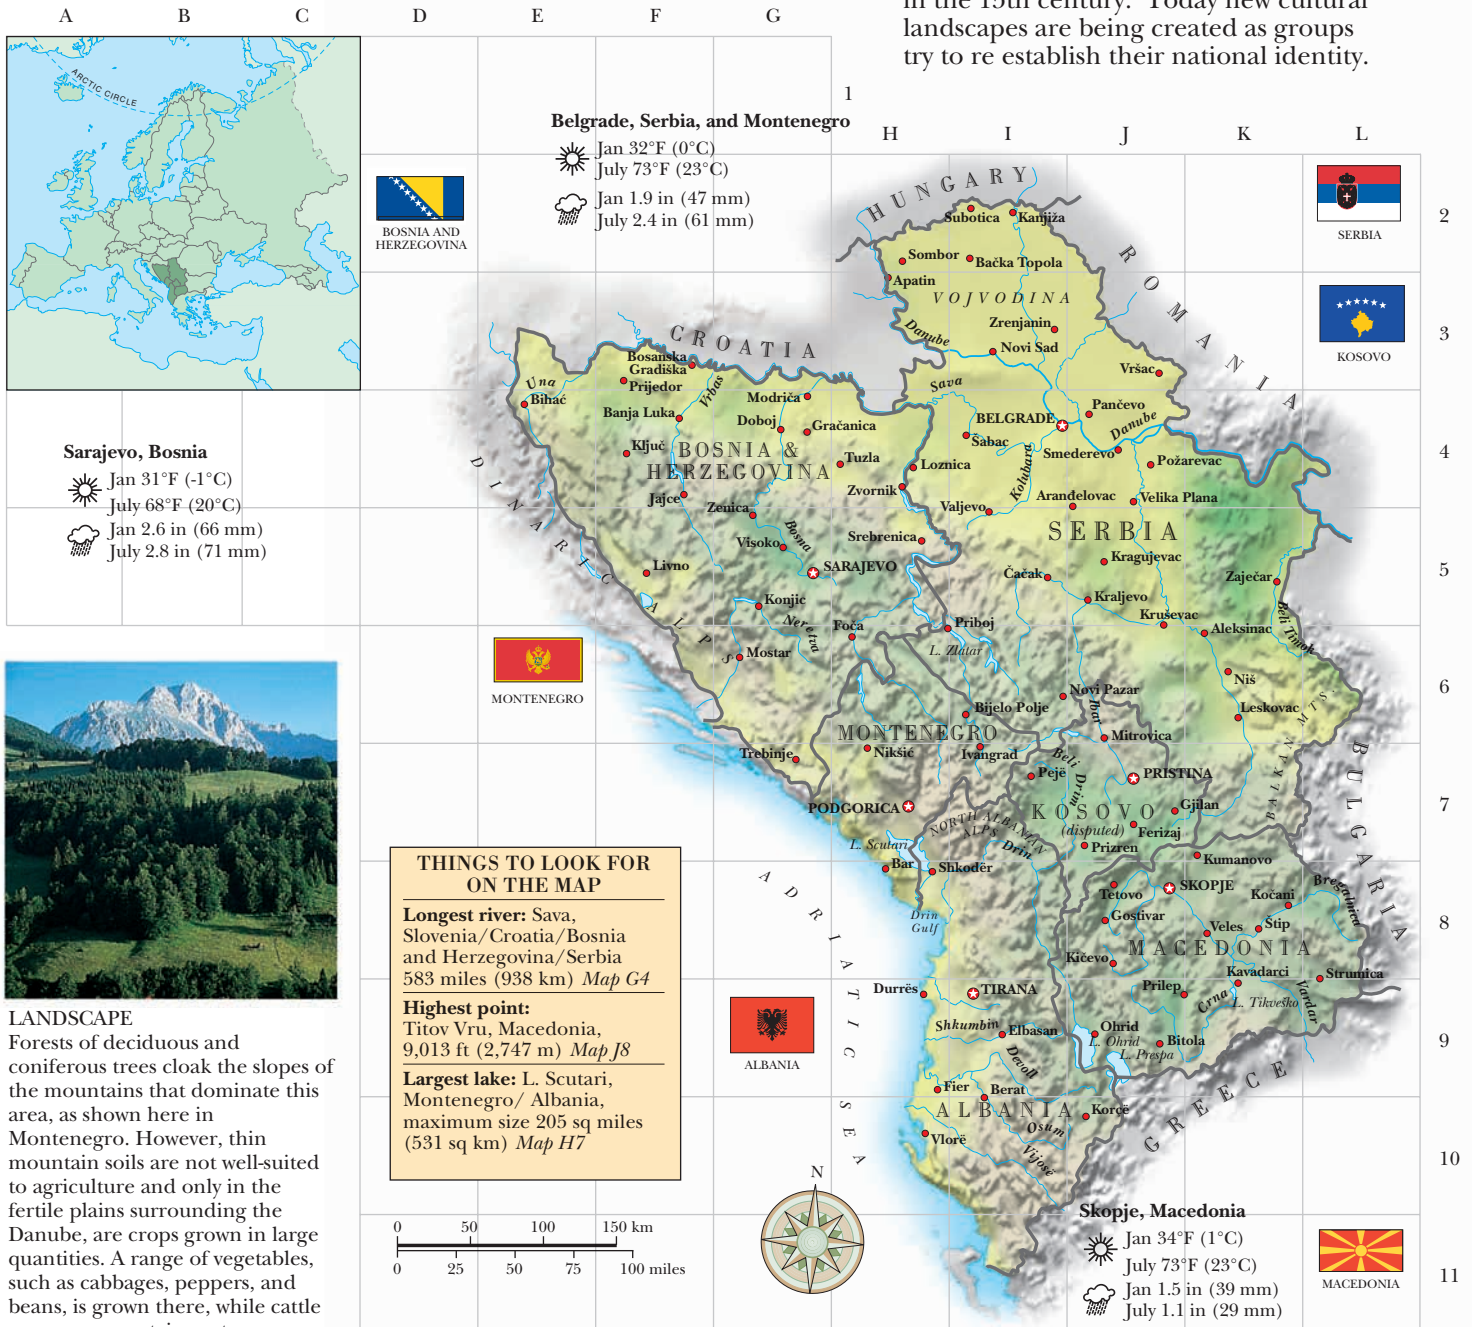 in the 15th century. Today new cultural
landscapes are being created as groups
try to re establish their national identity.
A B C D E F G
H I J K L
1
2
3
4
5
6
7
8
9
10
11
ARCTIC CIRCLE
BOSNIA AND
HERZEGOVINA
Belgrade, Serbia, and Montenegro
Jan 32°F (0°C)
July 73°F (23°C)
Jan 1.9 in (47 mm)
July 2.4 in (61 mm)
SERBIA
KOSOVO
Sarajevo, Bosnia
Jan 31°F (-1°C)
July 68°F (20°C)
Jan 2.6 in (66 mm)
July 2.8 in (71 mm)
MONTENEGRO
HUNGARY
ROMANIA
CROATIA
BULGARIA
GREECE
DINARIC ALPS
ADRIATIC SEA
BALKAN MTS.
Subotica
Kanjiža
Sombor
Bačka Topola
Apatin
VOJVODINA
Zrenjanin
Danube
Novi Sad
Vršac
Sava
Pančevo
BELGRADE
Danube
Šabac
Smederevo
Požarevac
Kolubara
Loznica
Zvornik
Valjevo
Arandelovac
Velika Plana
SERBIA
Srebrenica
Kragujevac
Čačak
Zaječar
Kraljevo
Kruševac
Aleksinac
Beli Timok
Priboj
L. Zlatar
Niš
Novi Pazar
Leskovac
Ibar
Bosanska
Gradiška
Una
Prijedor
Vrbas
Bihać
Modriča
Banja Luka
Doboj
Gračanica
Ključ
BOSNIA &
HERZEGOVINA
Tuzla
Jajce
Zenica
Bosna
Visoko
SARAJEVO
Livno
Konjic
Neretva
Foča
Mostar
Trebinje
Bijelo Polje
MONTENEGRO
Nikšić
Ivangrad
PODGORICA
L. Scutari
Bar
Mitrovica
Beli Drim
Pejë
PRISTINA
KOSOVO
(disputed)
Gjilan
Ferizaj
Prizren
NORTH ALBANIAN
ALPS
Drin
Shkodër
Drin
Gulf
Kumanovo
Tetovo
SKOPJE
Kočani
Bregalnica
Gostivar
Veles
Štip
MACEDONIA
Kičevo
Kavadarci
Strumica
Prilep
Crna
L. Tikveško
Vardar
Ohrid
L. Ohrid
Bitola
L. Prespa
Durrës
TIRANA
Shkumbin
Elbasan
Devoll
Fier
Berat
ALBANIA
Korçë
Osum
Vlorë
Vijosë
ALBANIA
THINGS TO LOOK FOR
ON THE MAP
Longest river: Sava,
Slovenia/Croatia/Bosnia
and Herzegovina/Serbia
583 miles (938 km) Map G4
Highest point:
Titov Vru, Macedonia,
9,013 ft (2,747 m) Map J8
Largest lake: L. Scutari,
Montenegro/ Albania,
maximum size 205 sq miles
(531 sq km) Map H7
0 50 100 150 km
0 25 50 75 100 miles
N
Skopje, Macedonia
Jan 34°F (1°C)
July 73°F (23°C)
Jan 1.5 in (39 mm)
July 1.1 in (29 mm)
MACEDONIA
LANDSCAPE
Forests of deciduous and
coniferous trees cloak the slopes of
the mountains that dominate this
area, as shown here in
Montenegro. However, thin
mountain soils are not well-suited
to agriculture and only in the
fertile plains surrounding the
Danube, are crops grown in large
quantities. A range of vegetables,
such as cabbages, peppers, and
beans, is grown there, while cattle